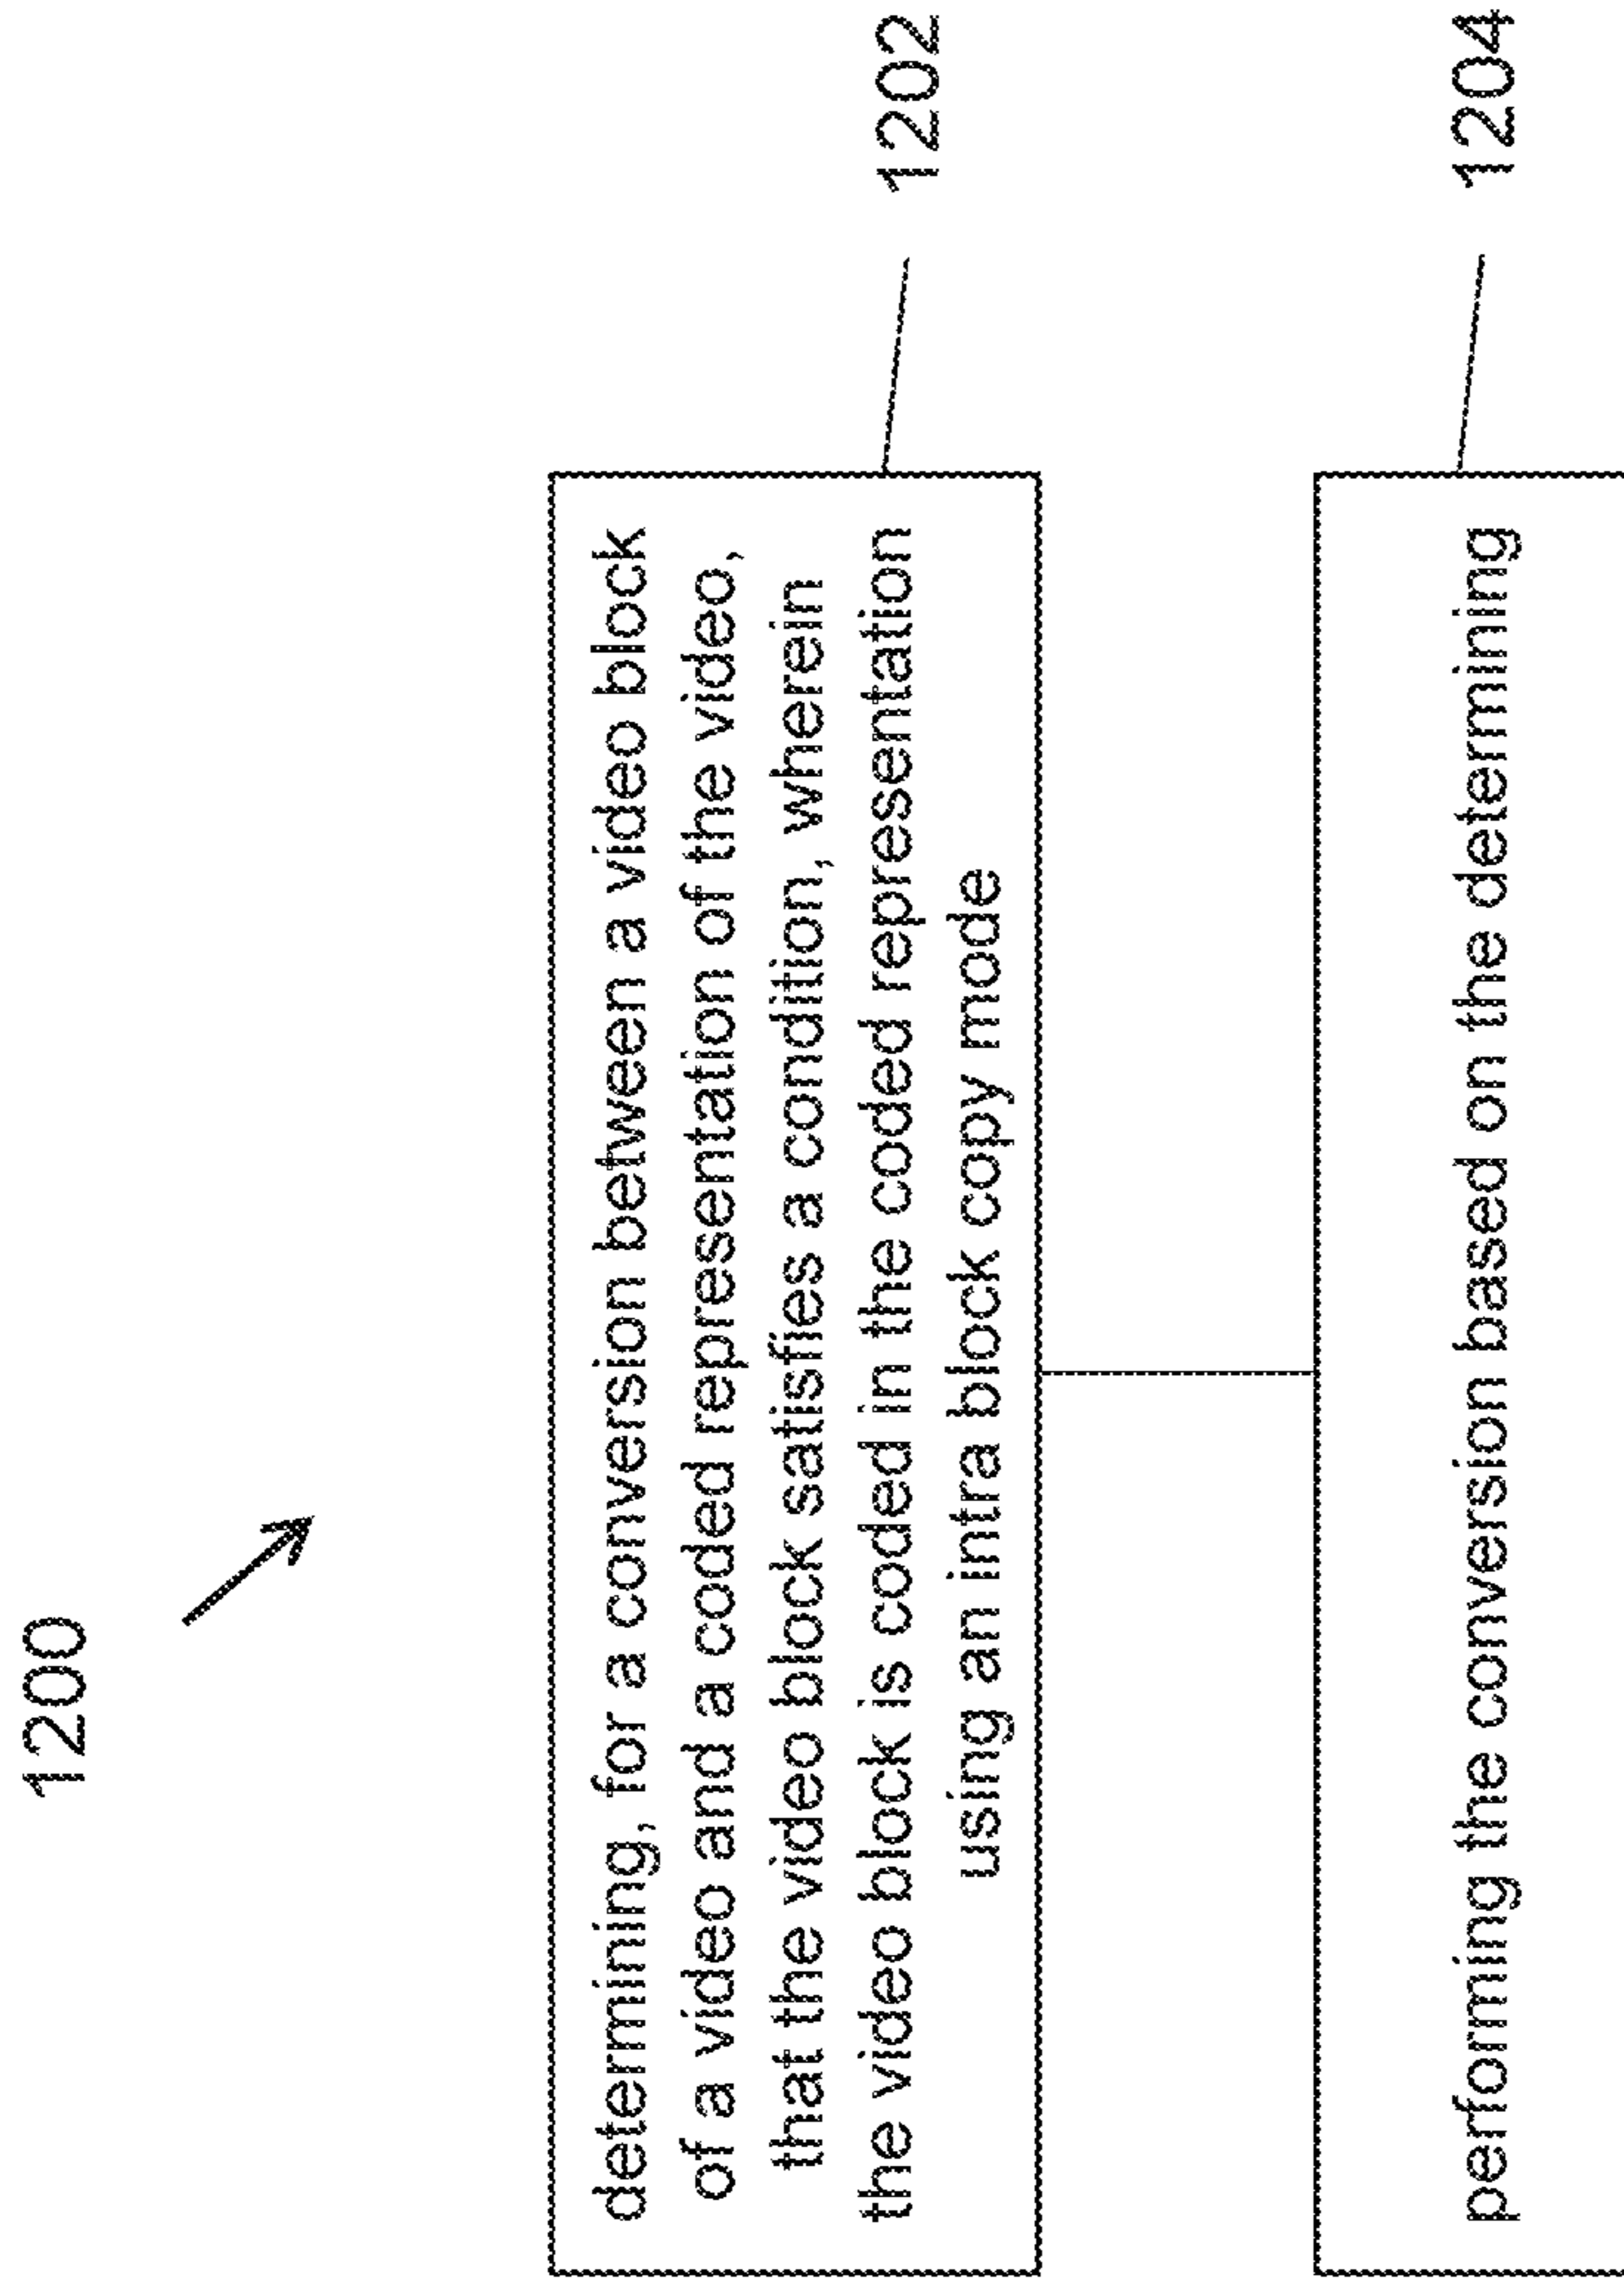 1200
determining, for a conversion between a video block
of a video and a coded representation of the video,
that the video block satisfies a condition, wherein
the video block is coded in the coded representation
using an intra block copy mode
1202
performing the conversion based on the determining
1204